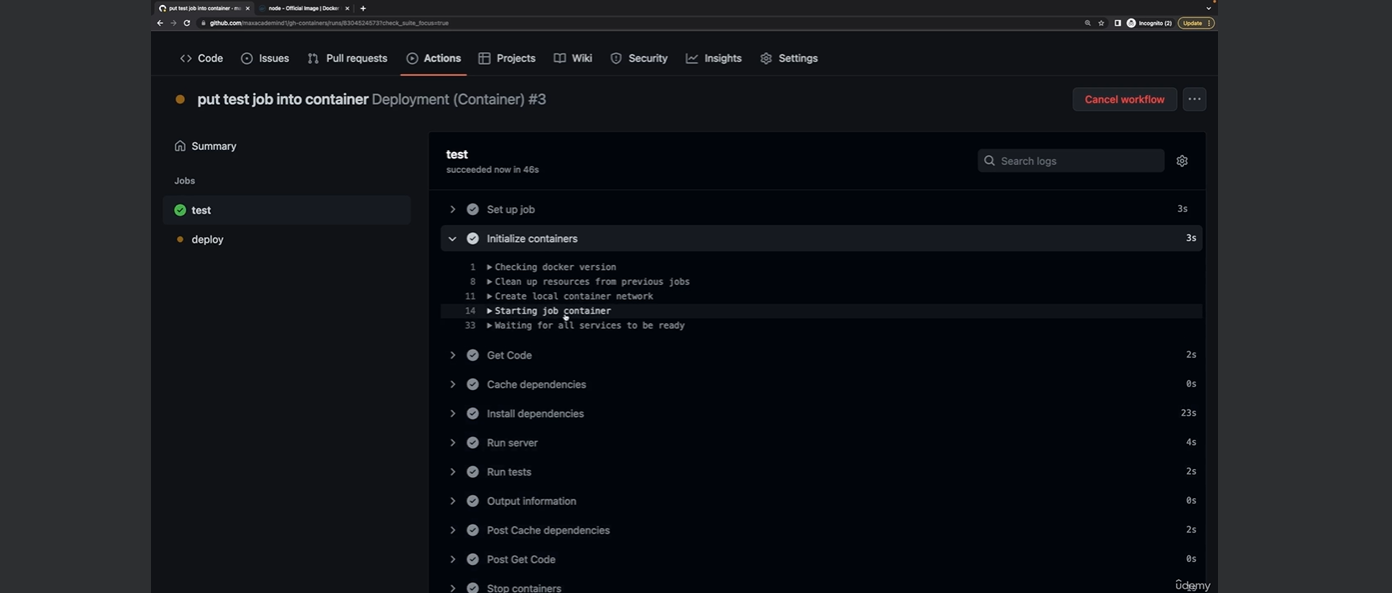 put test job into container - ma
node - Official Image | Docker
github.com/maxacademind1/gh-containers/runs/8304524573?check_suite_focus=true
Incognito (2)
Update
Code
Issues
Pull requests
Actions
Projects
Wiki
Security
Insights
Settings
put test job into container Deployment (Container) #3
Cancel workflow
Summary
Jobs
test
deploy
test
succeeded now in 46s
Search logs
Set up job 3s
Initialize containers 3s
1 Checking docker version
8 Clean up resources from previous jobs
11 Create local container network
14 Starting job container
33 Waiting for all services to be ready
Get Code 2s
Cache dependencies 0s
Install dependencies 23s
Run server 4s
Run tests 2s
Output information 0s
Post Cache dependencies 2s
Post Get Code 0s
Stop containers
ûdemy